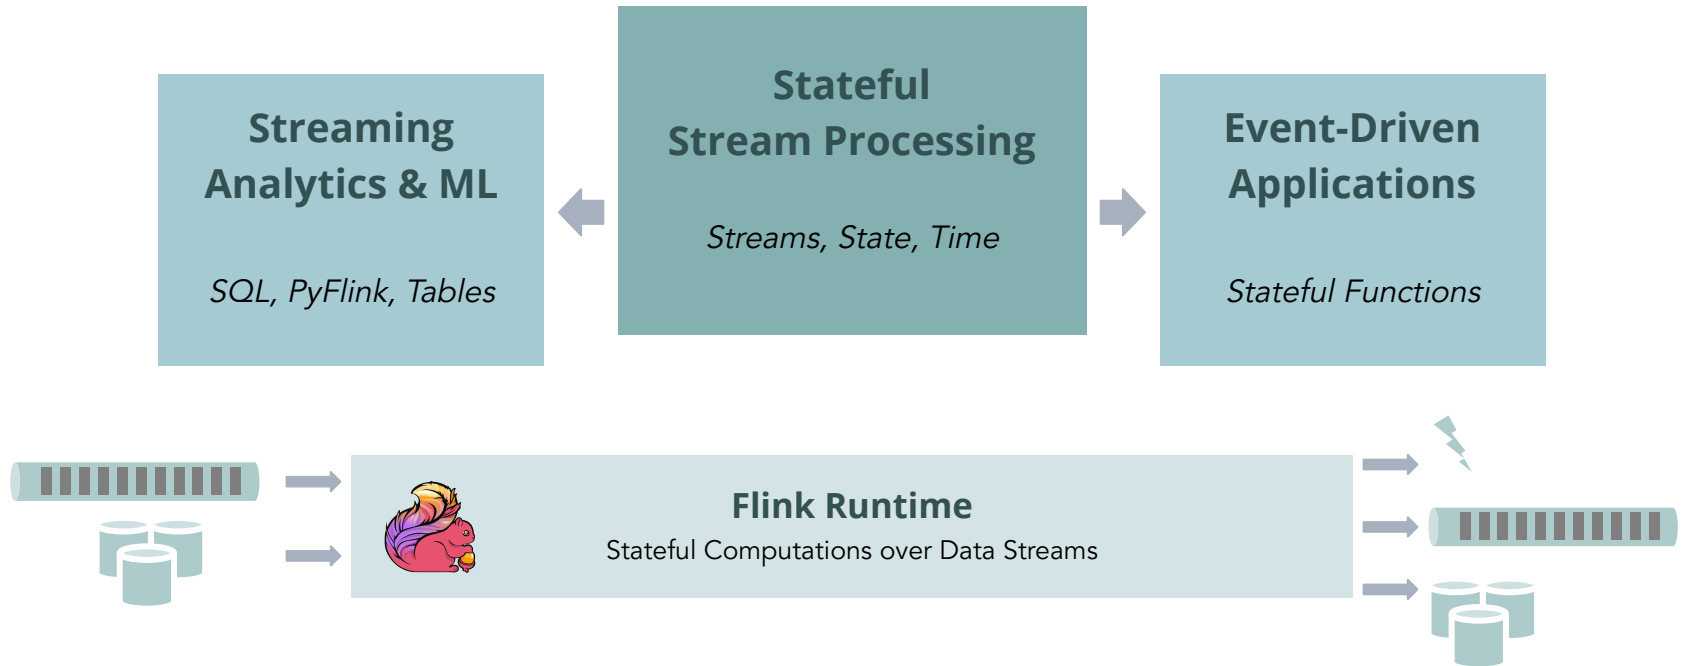 Streaming
Analytics & ML
SQL, PyFlink, Tables
Stateful
Stream Processing
Streams, State, Time
Event-Driven
Applications
Stateful Functions
Flink Runtime
Stateful Computations over Data Streams